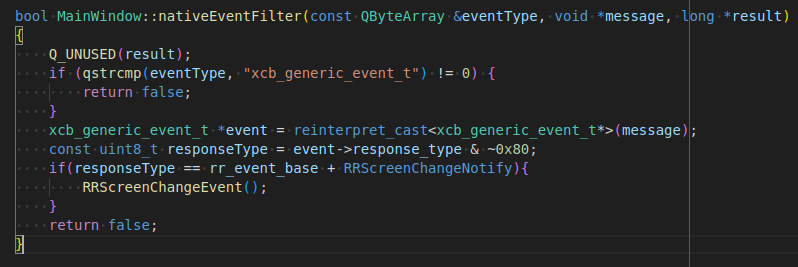 bool MainWindow::nativeEventFilter(const QByteArray &eventType, void *message, long *result)
{
    Q_UNUSED(result);
    if (qstrcmp(eventType, "xcb_generic_event_t") != 0) {
        return false;
    }
    xcb_generic_event_t *event = reinterpret_cast<xcb_generic_event_t*>(message);
    const uint8_t responseType = event->response_type & ~0x80;
    if(responseType == rr_event_base + RRScreenChangeNotify){
        RRScreenChangeEvent();
    }
    return false;
}